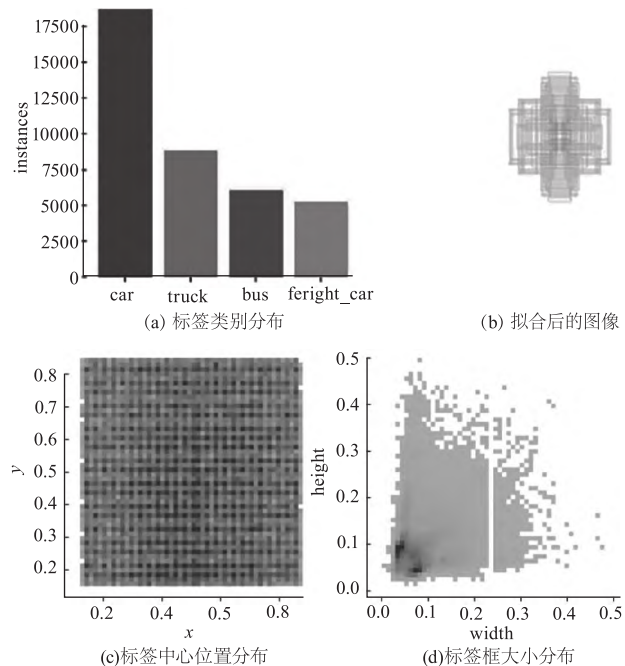 17500
15000
12500
10000
7500
5000
2500
0
instances
car truck bus feright_car
(a) 标签类别分布
(b) 拟合后的图像
0.8
0.7
0.6
0.5
0.4
0.3
0.2
y
0.2 0.4 0.4 0.8
x
(c)标签中心位置分布
0.5
0.4
0.3
0.2
0.1
0.0
height
0.0 0.1 0.2 0.3 0.4 0.5
width
(d)标签框大小分布